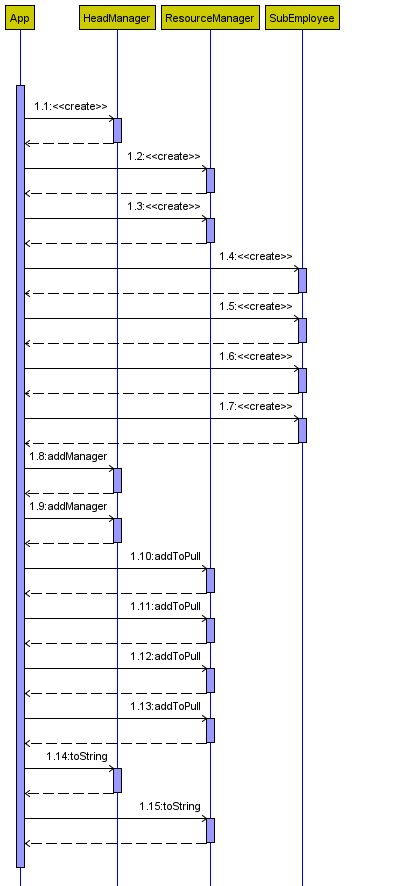 App HeadManager ResourceManager SubEmployee
1.1:<<create>>
1.2:<<create>>
1.3:<<create>>
1.4:<<create>>
1.5:<<create>>
1.6:<<create>>
1.7:<<create>>
1.8:addManager
1.9:addManager
1.10:addToPull
1.11:addToPull
1.12:addToPull
1.13:addToPull
1.14:toString
1.15:toString